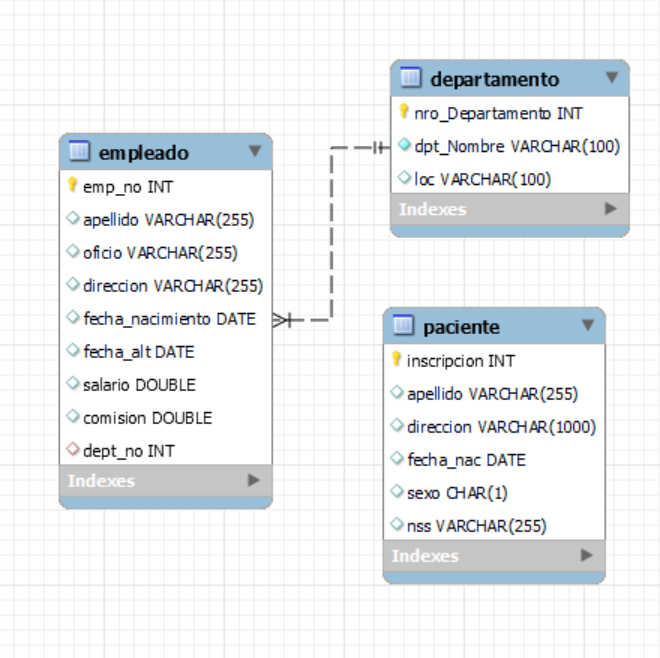 departamento
nro_Departamento INT
dpt_Nombre VARCHAR(100)
loc VARCHAR(100)
Indexes
empleado
emp_no INT
apellido VARCHAR(255)
oficio VARCHAR(255)
direccion VARCHAR(255)
fecha_nacimiento DATE
fecha_alt DATE
salario DOUBLE
comision DOUBLE
dept_no INT
Indexes
paciente
inscripcion INT
apellido VARCHAR(255)
direccion VARCHAR(1000)
fecha_nac DATE
sexo CHAR(1)
nss VARCHAR(255)
Indexes